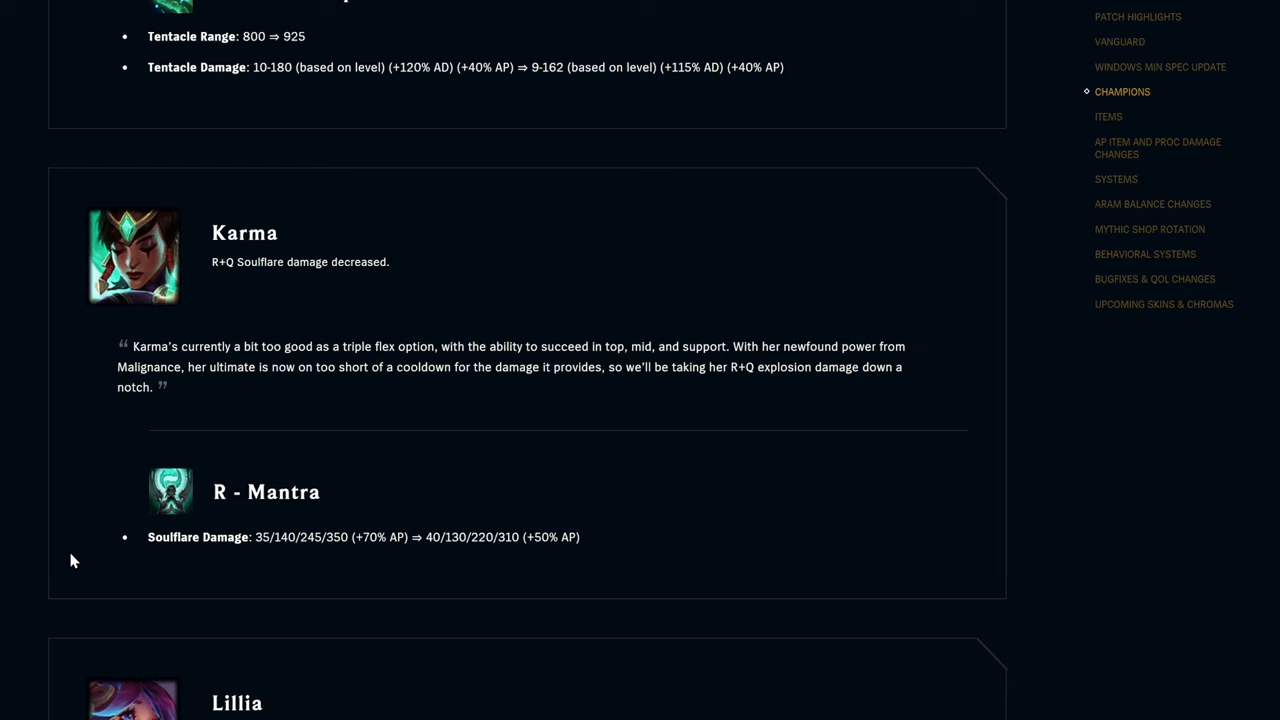 Tentacle Range: 800 ⇒ 925
Tentacle Damage: 10-180 (based on level) (+120% AD) (+40% AP) ⇒ 9-162 (based on level) (+115% AD) (+40% AP)
Karma
R+Q Soulflare damage decreased.
“ Karma's currently a bit too good as a triple flex option, with the ability to succeed in top, mid, and support. With her newfound power from
Malignance, her ultimate is now on too short of a cooldown for the damage it provides, so we'll be taking her R+Q explosion damage down a
notch. ”
R - Mantra
Soulflare Damage: 35/140/245/350 (+70% AP) ⇒ 40/130/220/310 (+50% AP)
Lillia
PATCH HIGHLIGHTS
VANGUARD
WINDOWS MIN SPEC UPDATE
CHAMPIONS
ITEMS
AP ITEM AND PROC DAMAGE
CHANGES
SYSTEMS
ARAM BALANCE CHANGES
MYTHIC SHOP ROTATION
BEHAVIORAL SYSTEMS
BUGFIXES & QOL CHANGES
UPCOMING SKINS & CHROMAS